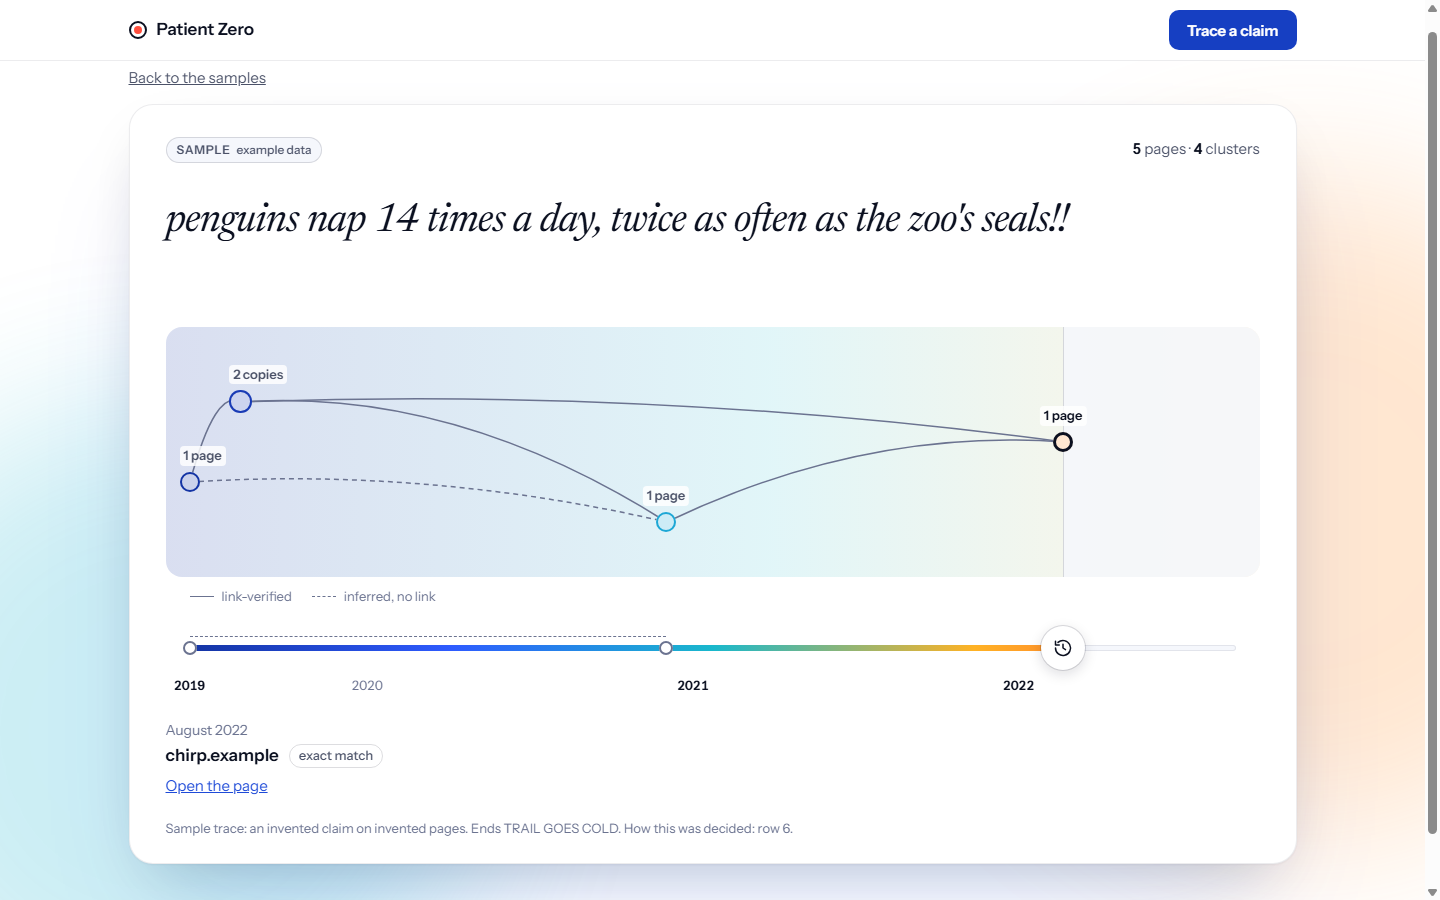 Patient Zero
Trace a claim
Back to the samples
SAMPLE example data
5 pages · 4 clusters
penguins nap 14 times a day, twice as often as the zoo's seals!!
2 copies
1 page
1 page
1 page
link-verified
inferred, no link
2019
2020
2021
2022
August 2022
chirp.example
exact match
Open the page
Sample trace: an invented claim on invented pages. Ends TRAIL GOES COLD. How this was decided: row 6.